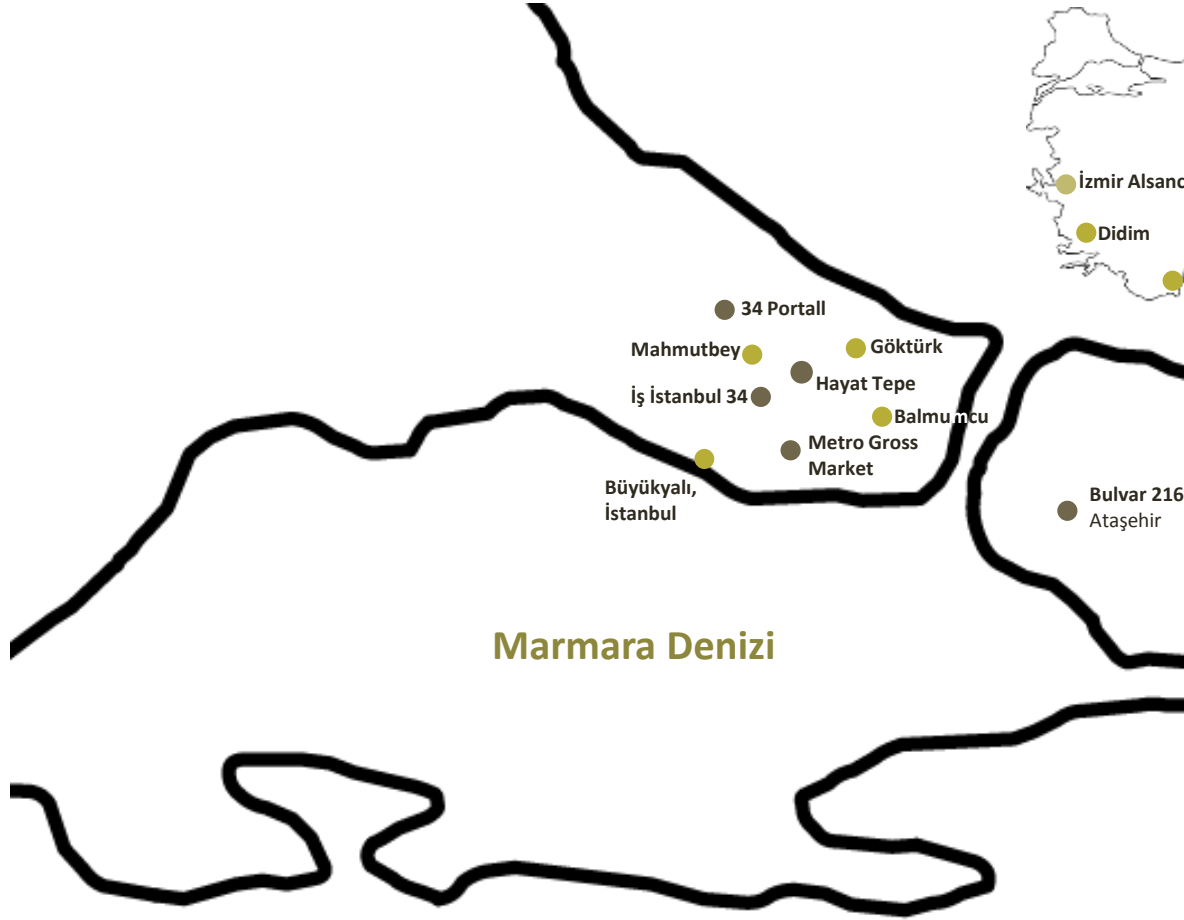 İzmir Alsanc
Didim
34 Portall
Mahmutbey
Göktürk
Hayat Tepe
İş İstanbul 34
Balmumcu
Metro Gross
Market
Büyükyalı,
İstanbul
Bulvar 216
Ataşehir
Marmara Denizi